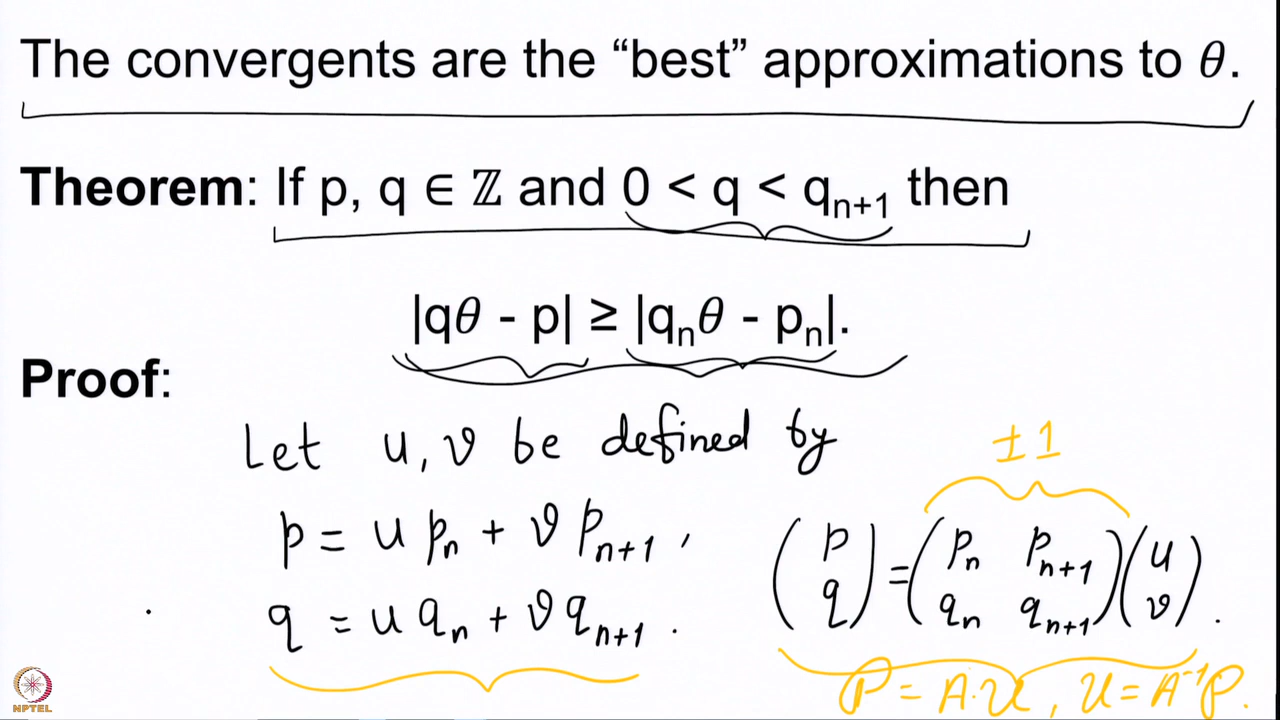 The convergents are the “best” approximations to θ.
Theorem: If p, q ∈ ℤ and 0 < q < qₙ₊₁ then
|qθ - p| ≥ |qₙθ - pₙ|.
Proof:
Let u, v be defined by
±1
p = u pₙ + v pₙ₊₁ ,
q = u qₙ + v qₙ₊₁ .
(p q) = (pₙ pₙ₊₁ qₙ qₙ₊₁) (u v) .
P = A·U , U = A⁻¹P.
NPTEL